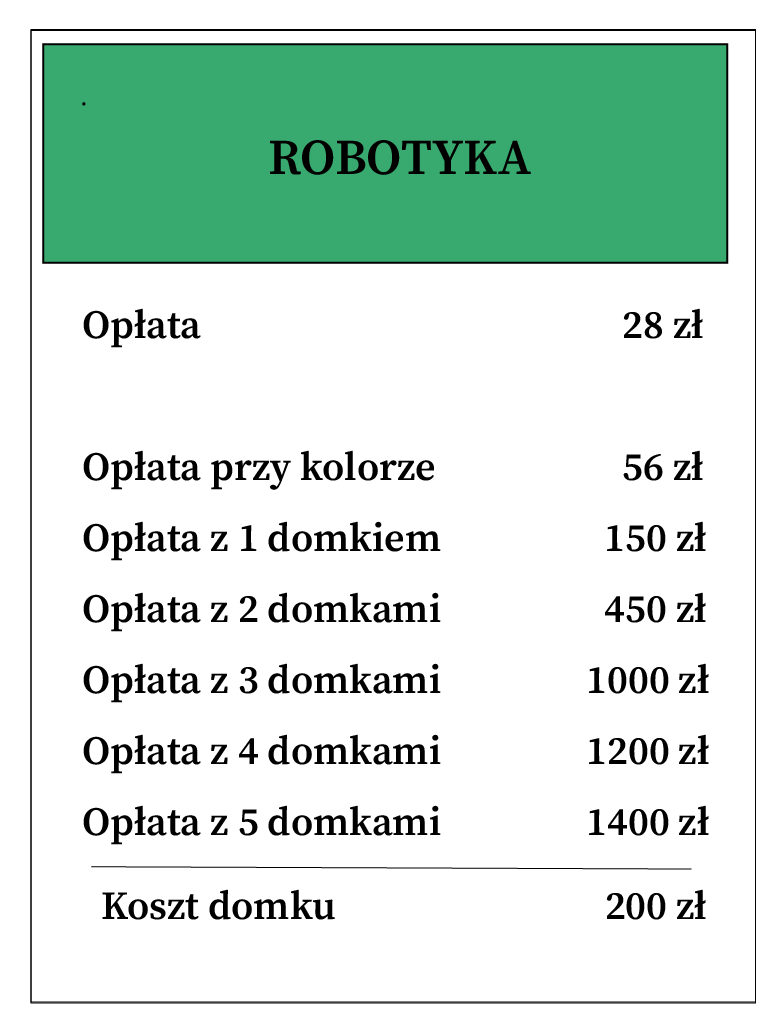 ROBOTYKA
Opłata 28 zł
Opłata przy kolorze 56 zł
Opłata z 1 domkiem 150 zł
Opłata z 2 domkami 450 zł
Opłata z 3 domkami 1000 zł
Opłata z 4 domkami 1200 zł
Opłata z 5 domkami 1400 zł
Koszt domku 200 zł